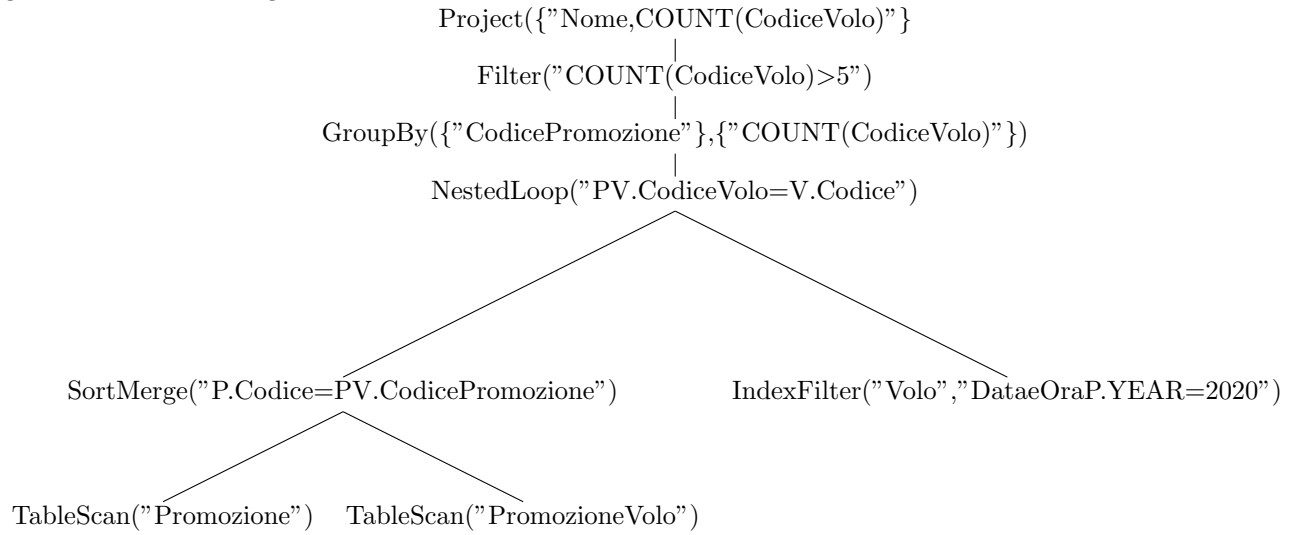 Project({”Nome,COUNT(CodiceVolo)”}
Filter(”COUNT(CodiceVolo)>5”)
GroupBy({”CodicePromozione”},{”COUNT(CodiceVolo)”})
NestedLoop(”PV.CodiceVolo=V.Codice”)
SortMerge(”P.Codice=PV.CodicePromozione”) IndexFilter(”Volo”,”DataeOraP.YEAR=2020”)
TableScan(”Promozione”) TableScan(”PromozioneVolo”)